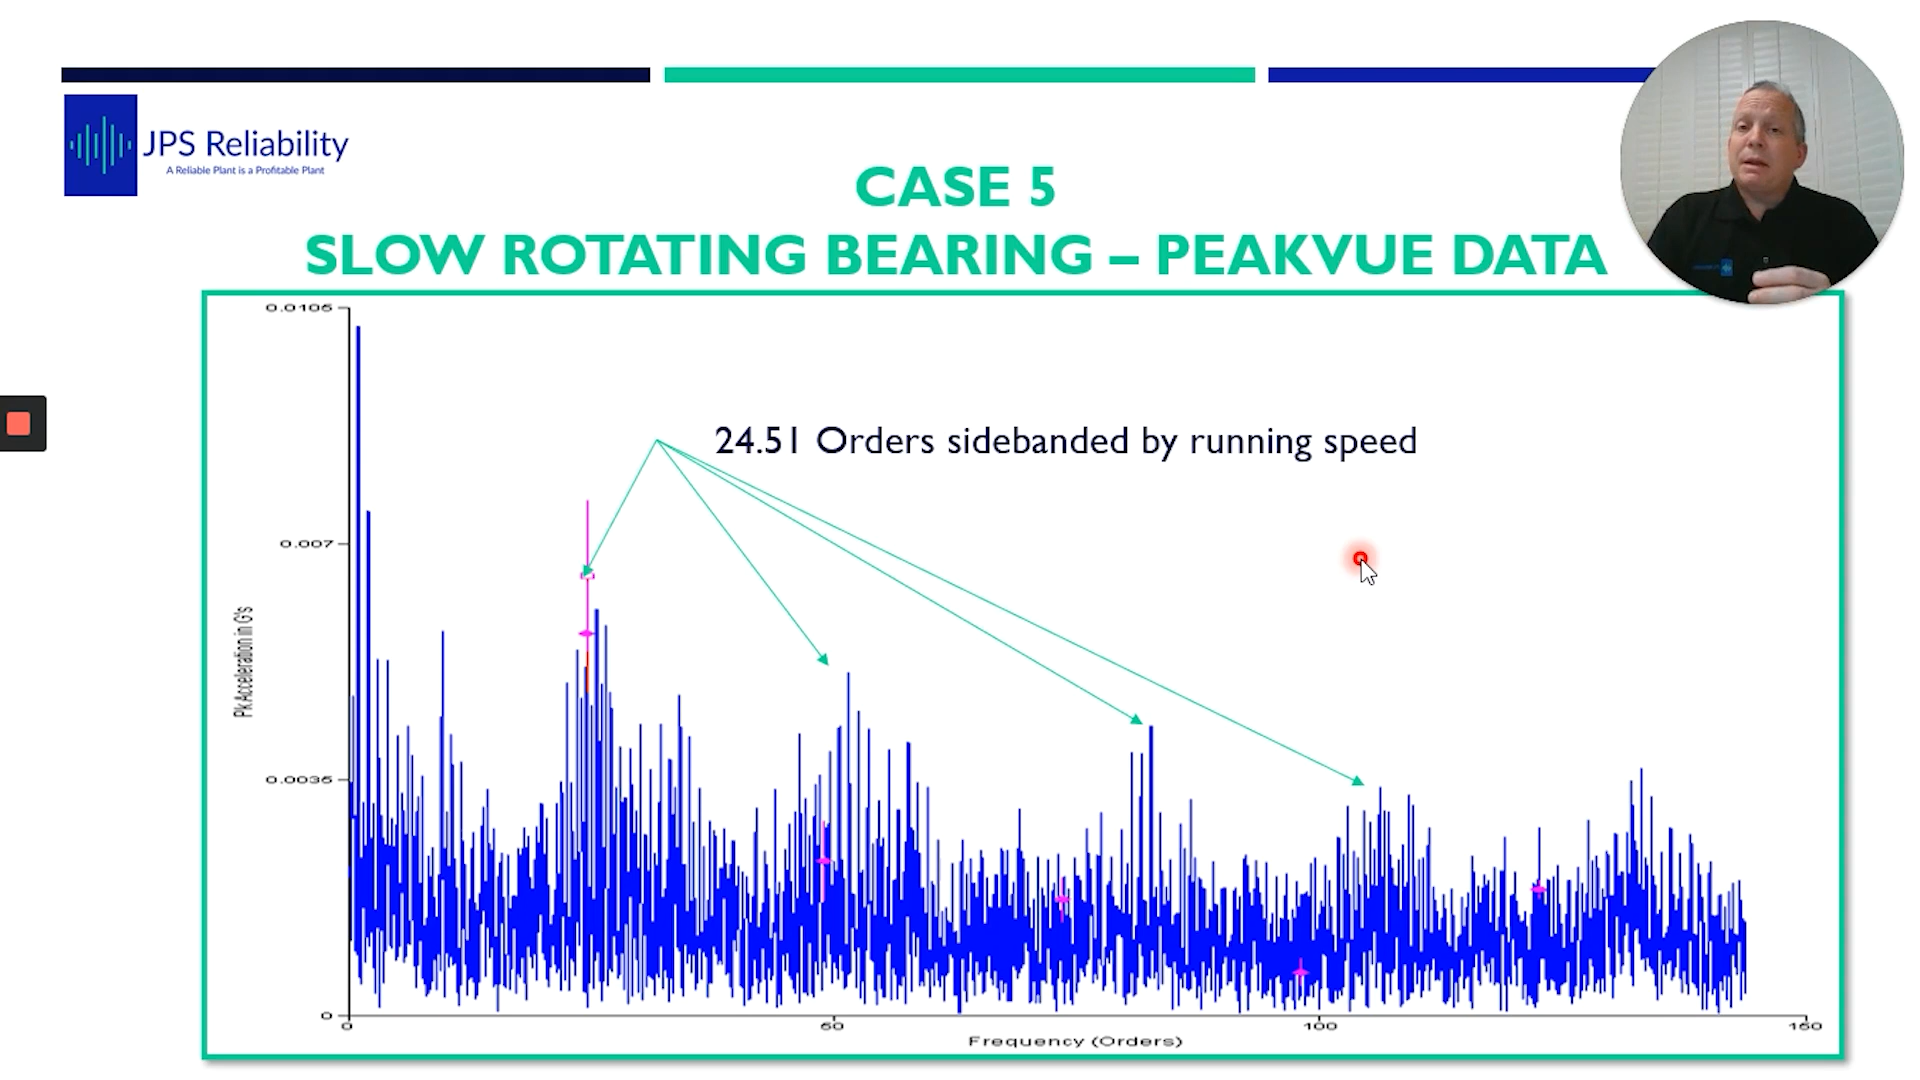 JPS Reliability
A Reliable Plant is a Profitable Plant
CASE 5
SLOW ROTATING BEARING – PEAKVUE DATA
0.0105
24.51 Orders sidebanded by running speed
0.007
Pk Acceleration in G's
0.0035
0
0 50 100 150
Frequency (Orders)